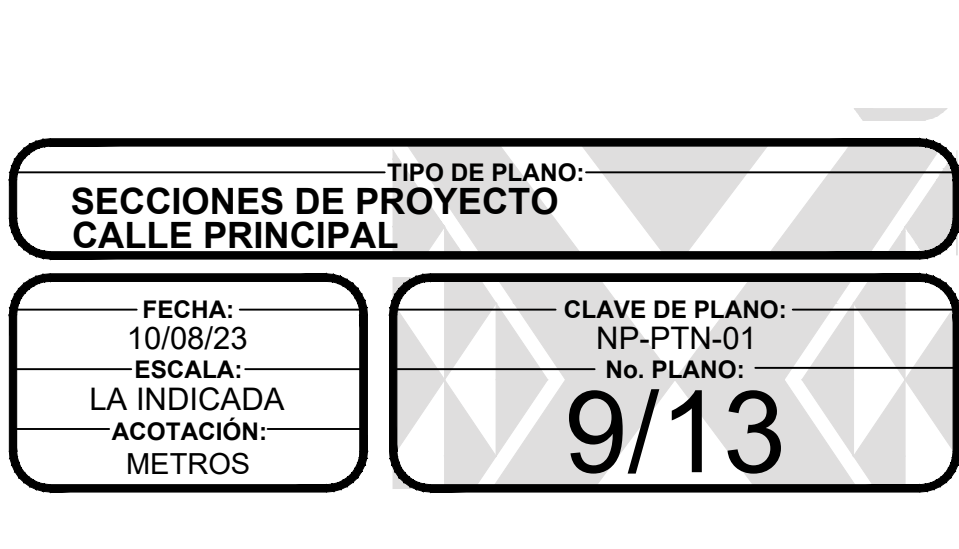 TIPO DE PLANO:
SECCIONES DE PROYECTO
CALLE PRINCIPAL
FECHA:
10/08/23
ESCALA:
LA INDICADA
ACOTACIÓN:
METROS
CLAVE DE PLANO:
NP-PTN-01
No. PLANO:
9/13